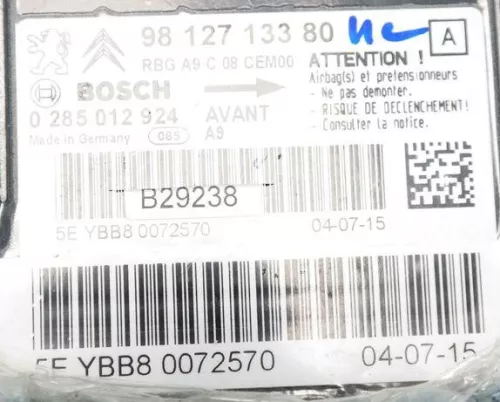 98 127 133 80
A
RBG A9 C 08 CEM00
BOSCH
0 285 012 924
Made in Germany
085
AVANT
A9
ATTENTION !
Airbag(s) et pretensionneurs
- Ne pas demonter.
- RISQUE DE DECLENCHEMENT!
- Consulter la notice.
B29238
5E YBB8 0072570
04-07-15
5E YBB8 0072570
04-07-15